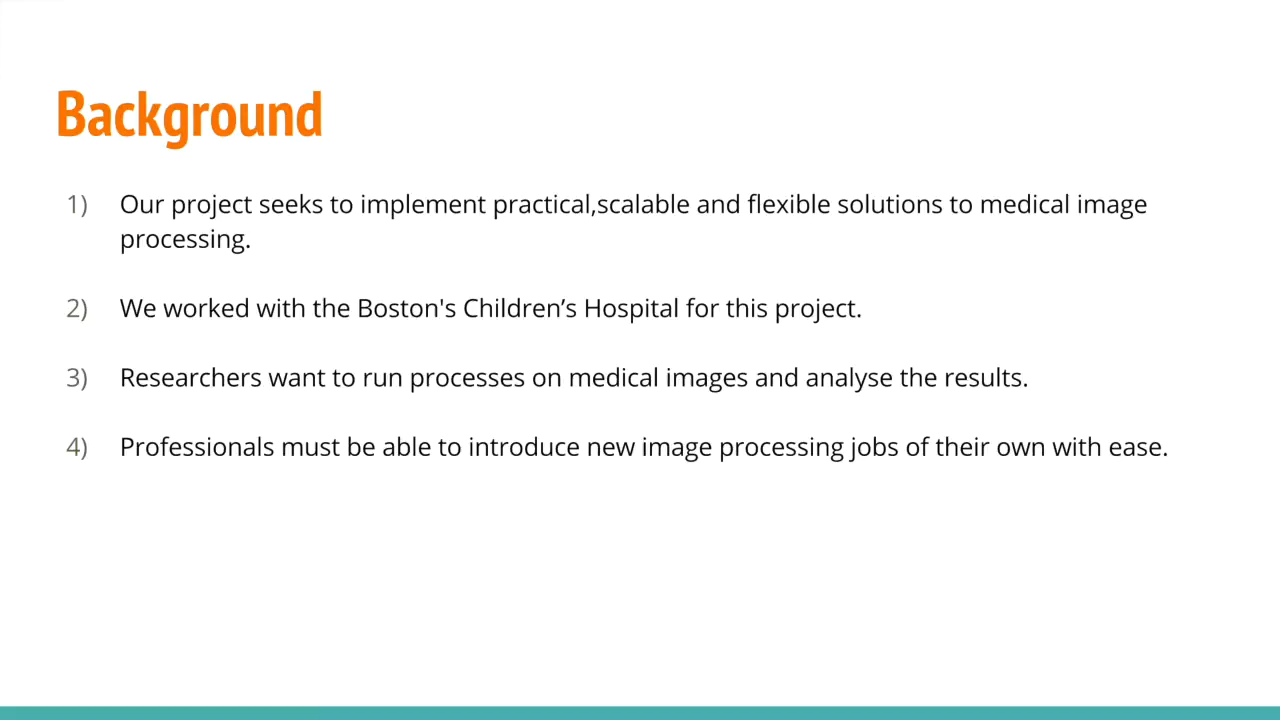 Background
1) Our project seeks to implement practical,scalable and flexible solutions to medical image
processing.
2) We worked with the Boston's Children’s Hospital for this project.
3) Researchers want to run processes on medical images and analyse the results.
4) Professionals must be able to introduce new image processing jobs of their own with ease.